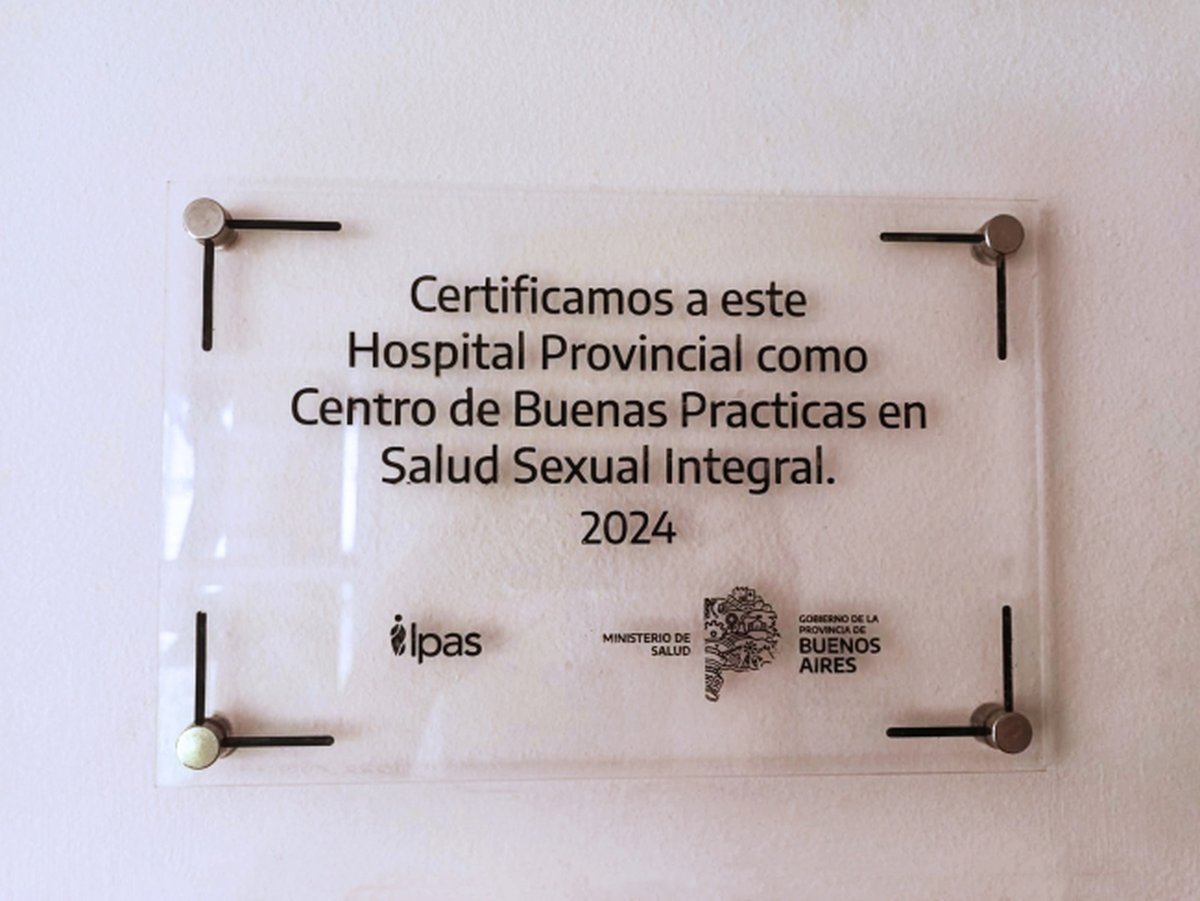 Certificamos a este
Hospital Provincial como
Centro de Buenas Practicas en
Salud Sexual Integral.
2024
Ipas
MINISTERIO DE
SALUD
GOBIERNO DE LA
PROVINCIA DE
BUENOS
AIRES